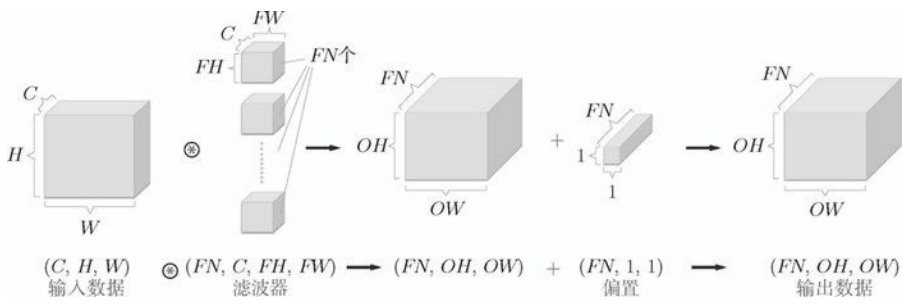 C
FW
FH
FN个
C
H
W
⊛
FN
OH
OW
+
FN
1
1
FN
OH
OW
(C, H, W) ⊛ (FN, C, FH, FW) → (FN, OH, OW) + (FN, 1, 1) → (FN, OH, OW)
输入数据 滤波器 偏置 输出数据